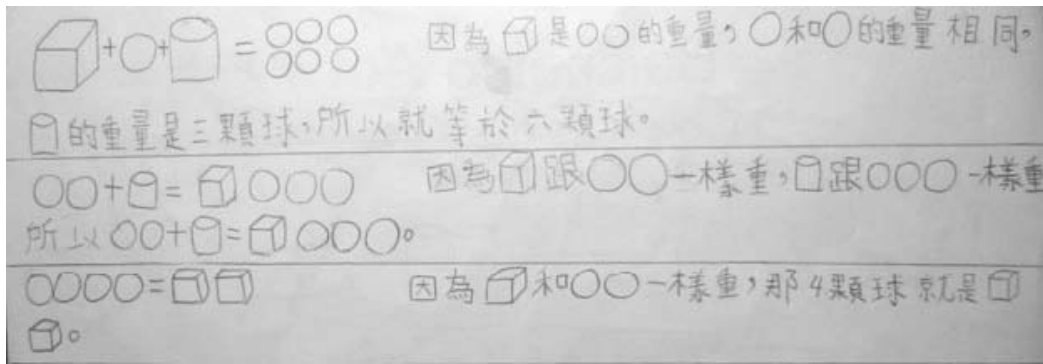 + + = 因為是的重量,和的重量相同。
的重量是三顆球,所以就等於六顆球。
+ = 因為跟一樣重,跟一樣重
所以 + = 。
= 因為和一樣重,那4顆球就是
。